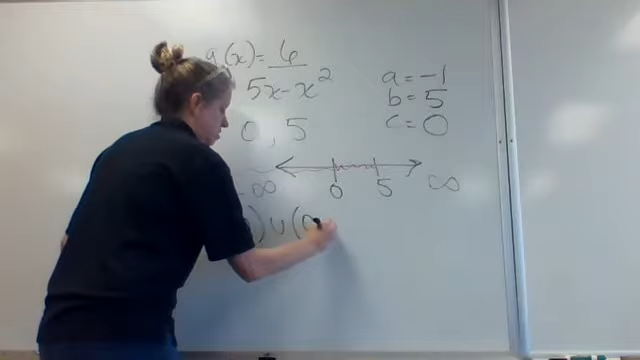 g(x) = 6
5x - x²
a = -1
b = 5
c = 0
0, 5
-∞ 0 5 ∞
) ∪ (0